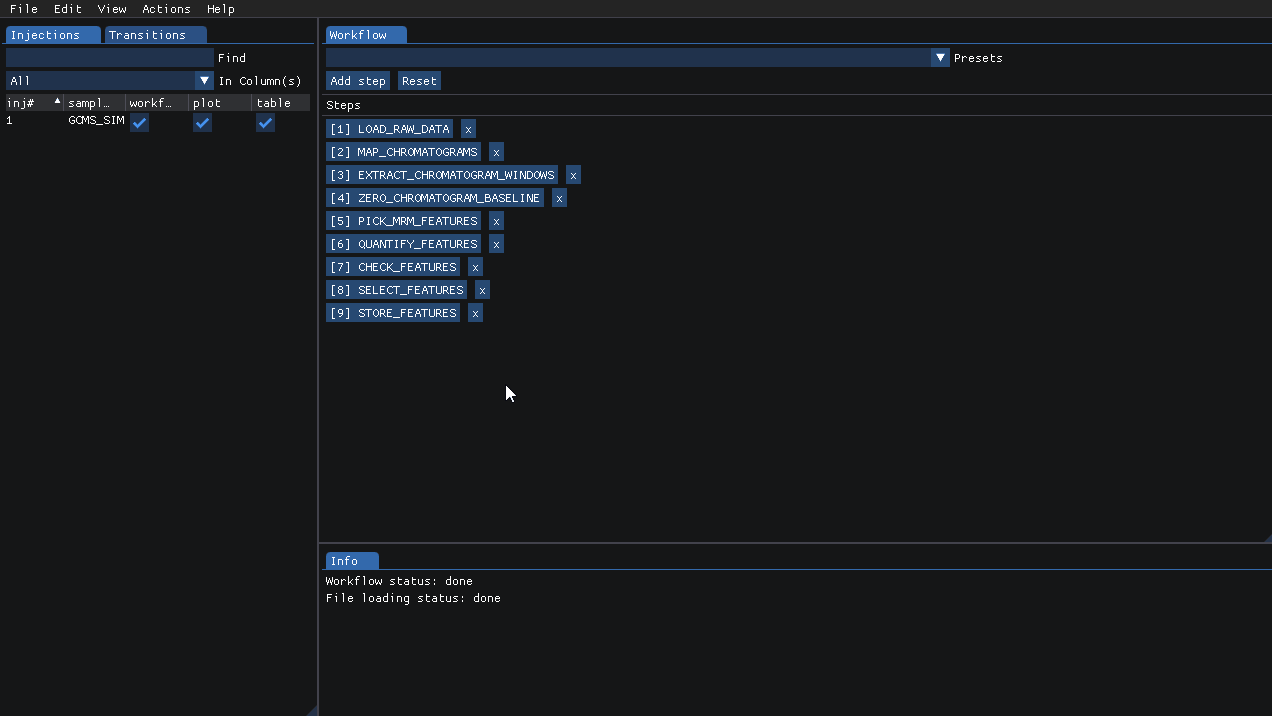 File Edit View Actions Help
Injections Transitions
Find
All In Column(s)
inj# sampl… workf… plot table
1 GCMS_SIM
Workflow
Presets
Add step Reset
Steps
[1] LOAD_RAW_DATA x
[2] MAP_CHROMATOGRAMS x
[3] EXTRACT_CHROMATOGRAM_WINDOWS x
[4] ZERO_CHROMATOGRAM_BASELINE x
[5] PICK_MRM_FEATURES x
[6] QUANTIFY_FEATURES x
[7] CHECK_FEATURES x
[8] SELECT_FEATURES x
[9] STORE_FEATURES x
Info
Workflow status: done
File loading status: done